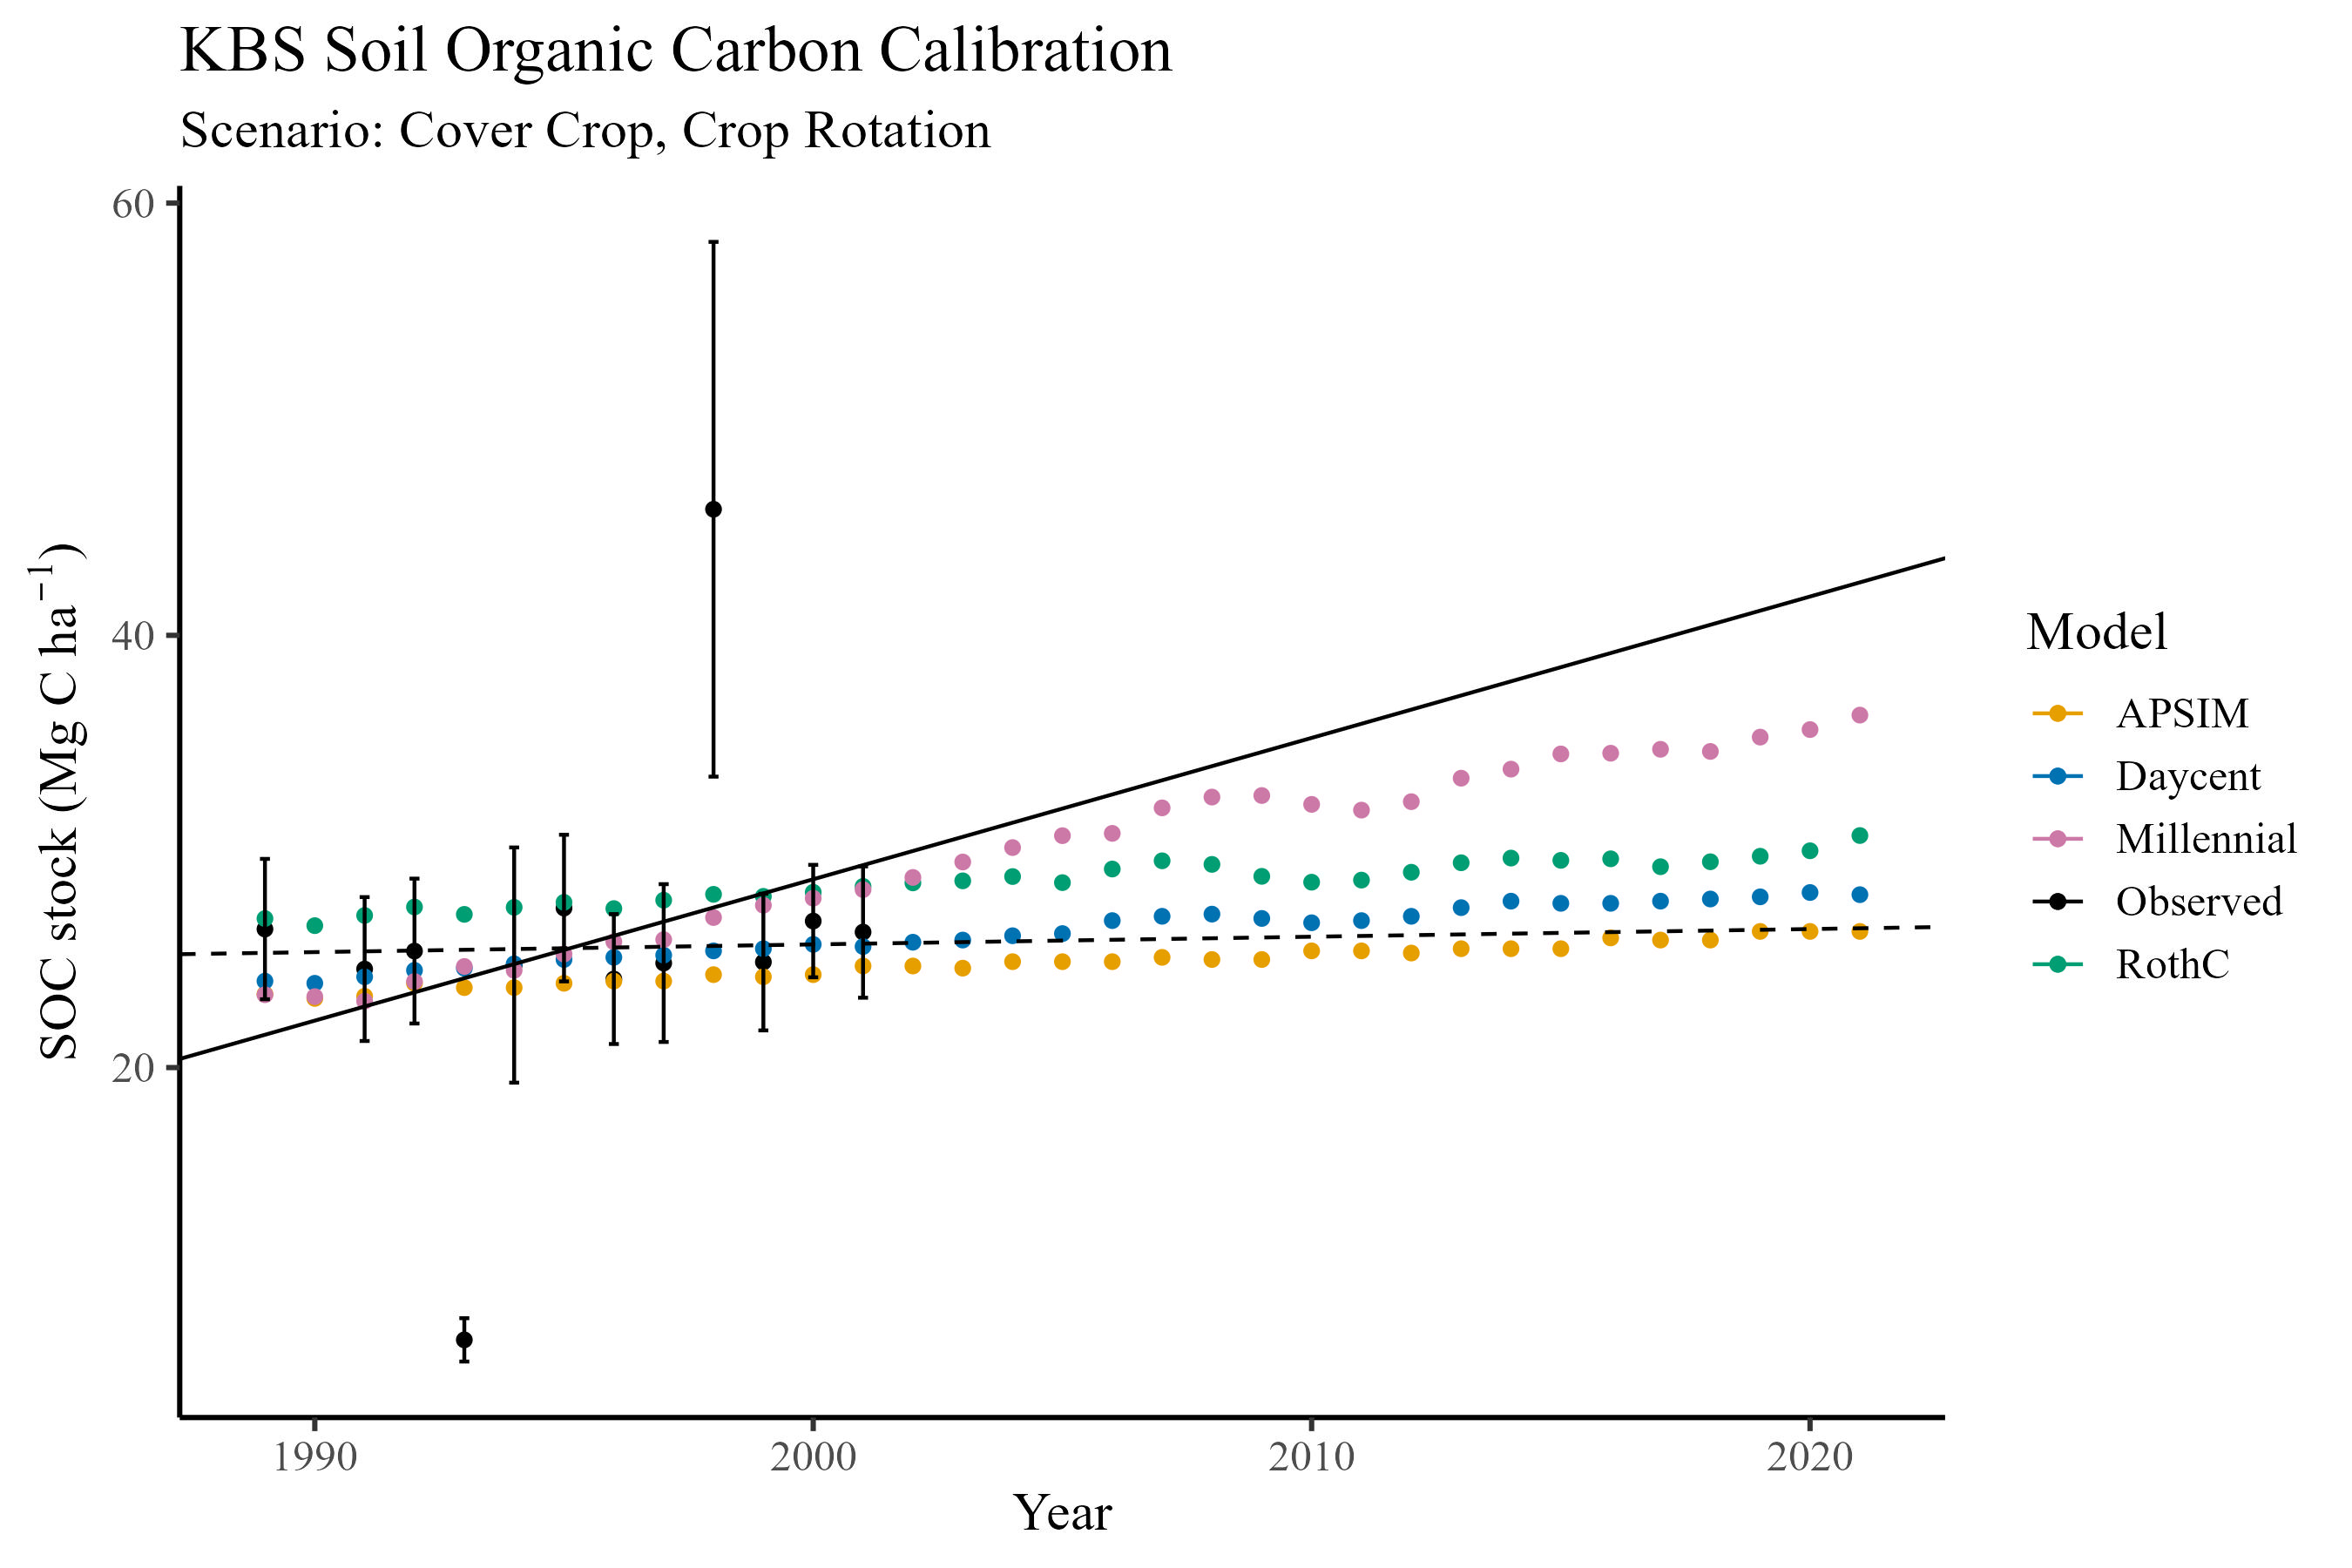 KBS Soil Organic Carbon Calibration
Scenario: Cover Crop, Crop Rotation
60
40
20
SOC stock (Mg C ha⁻¹)
1990 2000 2010 2020
Year
Model
APSIM
Daycent
Millennial
Observed
RothC